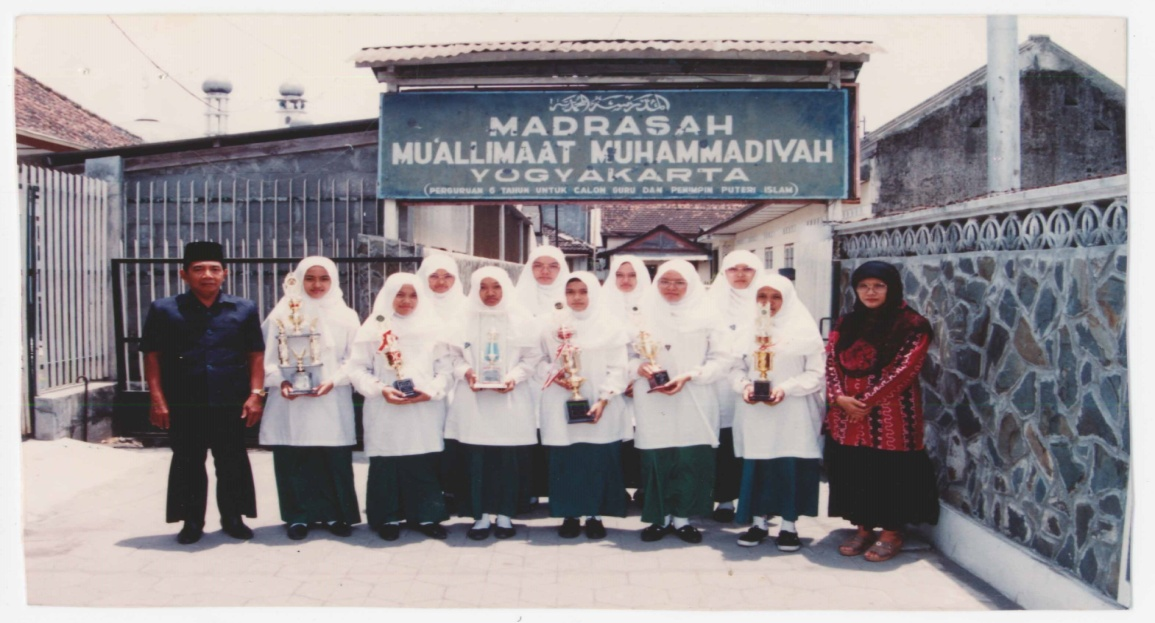 MADRASAH
MU'ALLIMAAT MUHAMMADIYAH
YOGYAKARTA
(PERGURUAN 6 TAHUN UNTUK CALON GURU DAN PEMIMPIN PUTERI ISLAM)